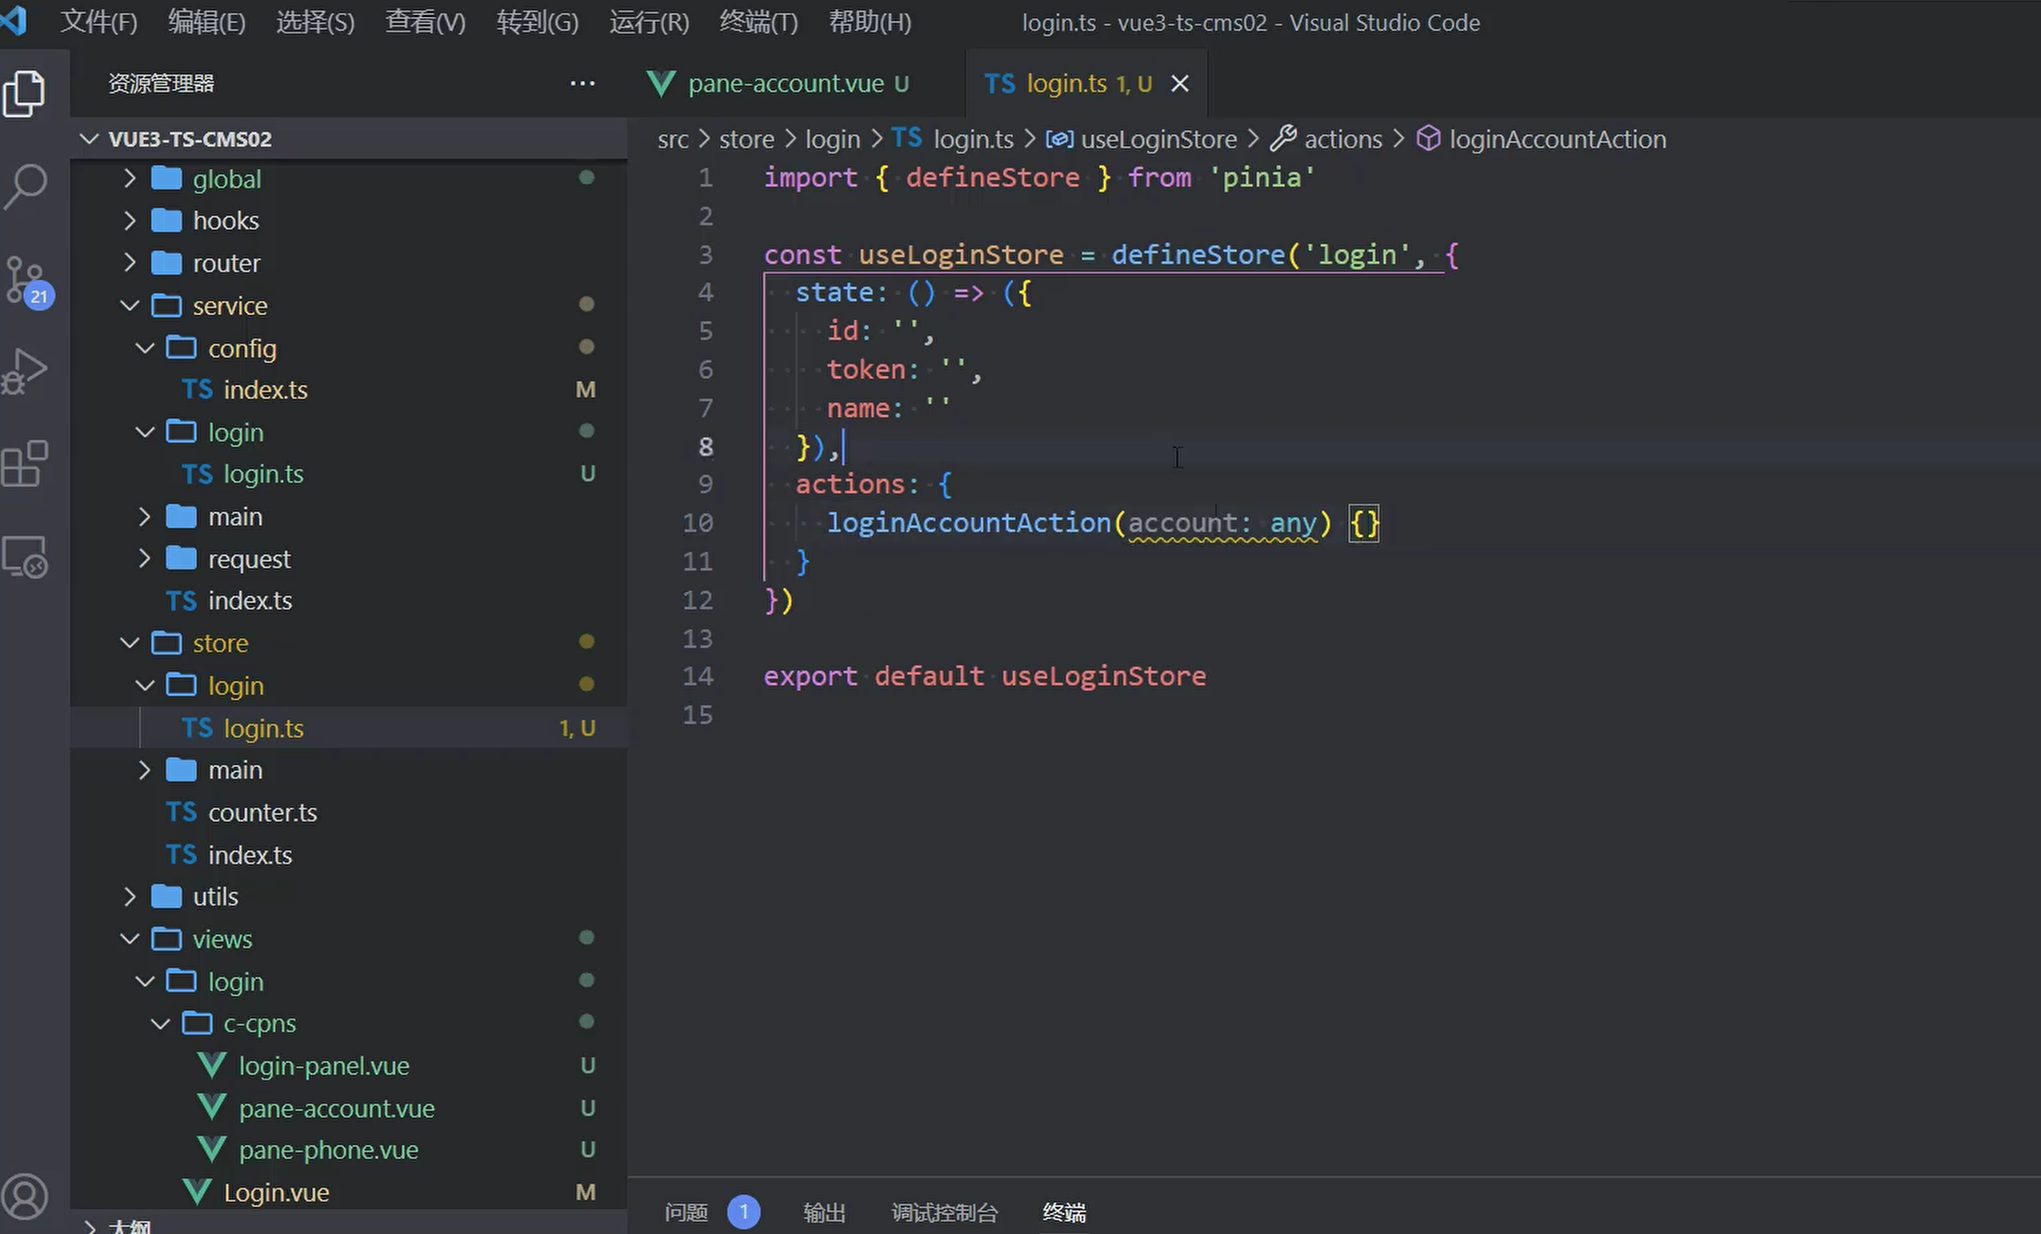 文件(F) 编辑(E) 选择(S) 查看(V) 转到(G) 运行(R) 终端(T) 帮助(H) login.ts - vue3-ts-cms02 - Visual Studio Code
资源管理器 ···
VUE3-TS-CMS02
global
hooks
router
service
config
TS index.ts M
login
TS login.ts U
main
request
TS index.ts
store
login
TS login.ts 1, U
main
TS counter.ts
TS index.ts
utils
views
login
c-cpns
login-panel.vue U
pane-account.vue U
pane-phone.vue U
Login.vue M
大纲
21
pane-account.vue U TS login.ts 1, U
src > store > login > TS login.ts > useLoginStore > actions > loginAccountAction
1 import { defineStore } from 'pinia'
2
3 const useLoginStore = defineStore('login', {
4 state: () => ({
5 id: '',
6 token: '',
7 name: ''
8 }),
9 actions: {
10 loginAccountAction(account: any) {}
11 }
12 })
13
14 export default useLoginStore
15
问题 1 输出 调试控制台 终端